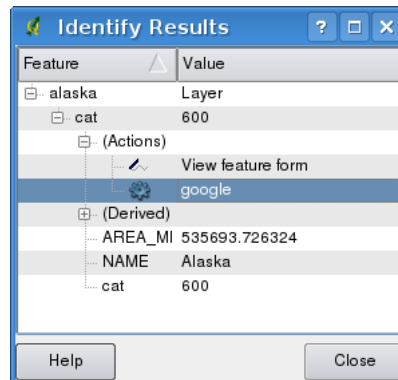 Identify Results
Feature Value
alaska Layer
cat 600
(Actions)
View feature form
google
(Derived)
AREA_MI 535693.726324
NAME Alaska
cat 600
Help Close